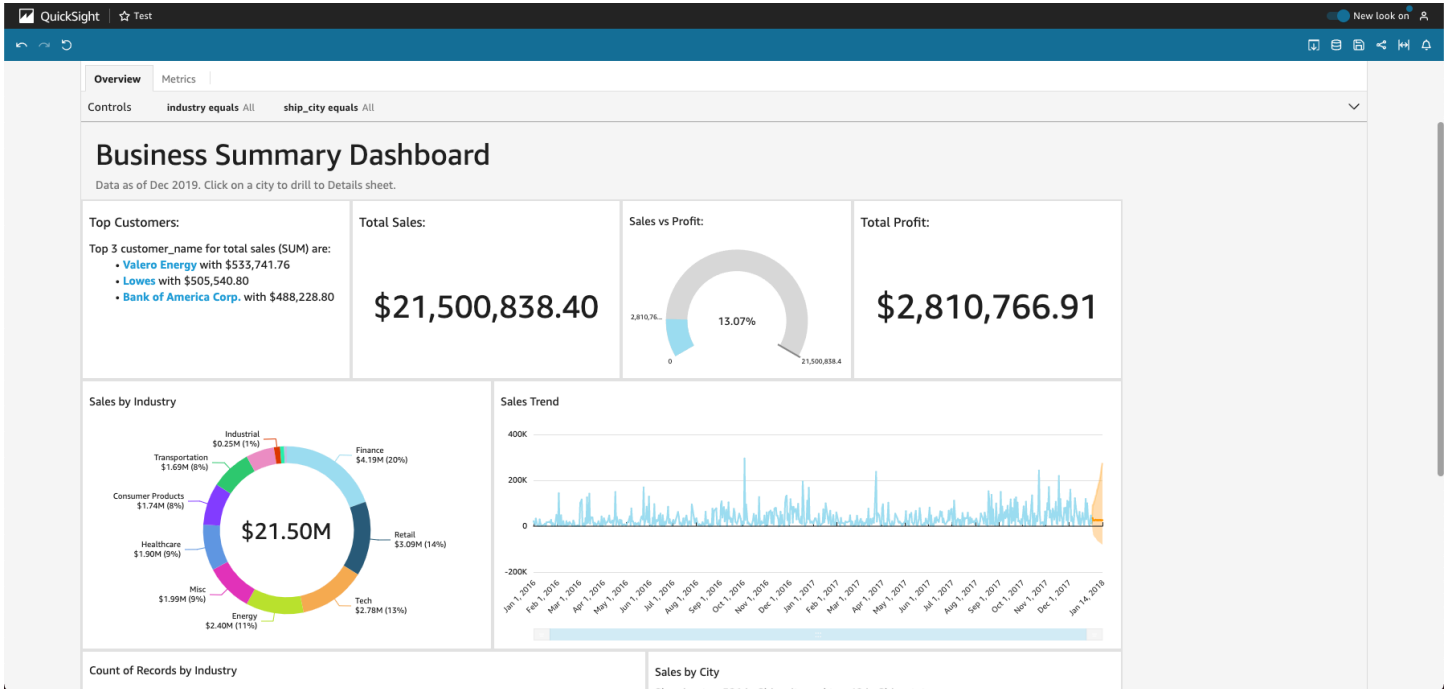 QuickSight
Test
New look on
Overview
Metrics
Controls
industry equals All
ship_city equals All
Business Summary Dashboard
Data as of Dec 2019. Click on a city to drill to Details sheet.
Top Customers:
Top 3 customer_name for total sales (SUM) are:
• Valero Energy with $533,741.76
• Lowes with $505,540.80
• Bank of America Corp. with $488,228.80
Total Sales:
$21,500,838.40
Sales vs Profit:
2,810,76...
13.07%
0
21,500,838.4
Total Profit:
$2,810,766.91
Sales by Industry
Industrial
$0.25M (1%)
Transportation
$1.69M (8%)
Consumer Products
$1.74M (8%)
Healthcare
$1.90M (9%)
Misc
$1.99M (9%)
Energy
$2.40M (11%)
Finance
$4.19M (20%)
Retail
$3.09M (14%)
Tech
$2.78M (13%)
$21.50M
Sales Trend
400K
200K
0
-200K
Jan 1, 2016
Feb 1, 2016
Mar 1, 2016
Apr 1, 2016
May 1, 2016
Jun 1, 2016
Jul 1, 2016
Aug 1, 2016
Sep 1, 2016
Oct 1, 2016
Nov 1, 2016
Dec 1, 2016
Jan 1, 2017
Feb 1, 2017
Mar 1, 2017
Apr 1, 2017
May 1, 2017
Jun 1, 2017
Jul 1, 2017
Aug 1, 2017
Sep 1, 2017
Oct 1, 2017
Nov 1, 2017
Dec 1, 2017
Jan 14, 2018
Count of Records by Industry
Sales by City